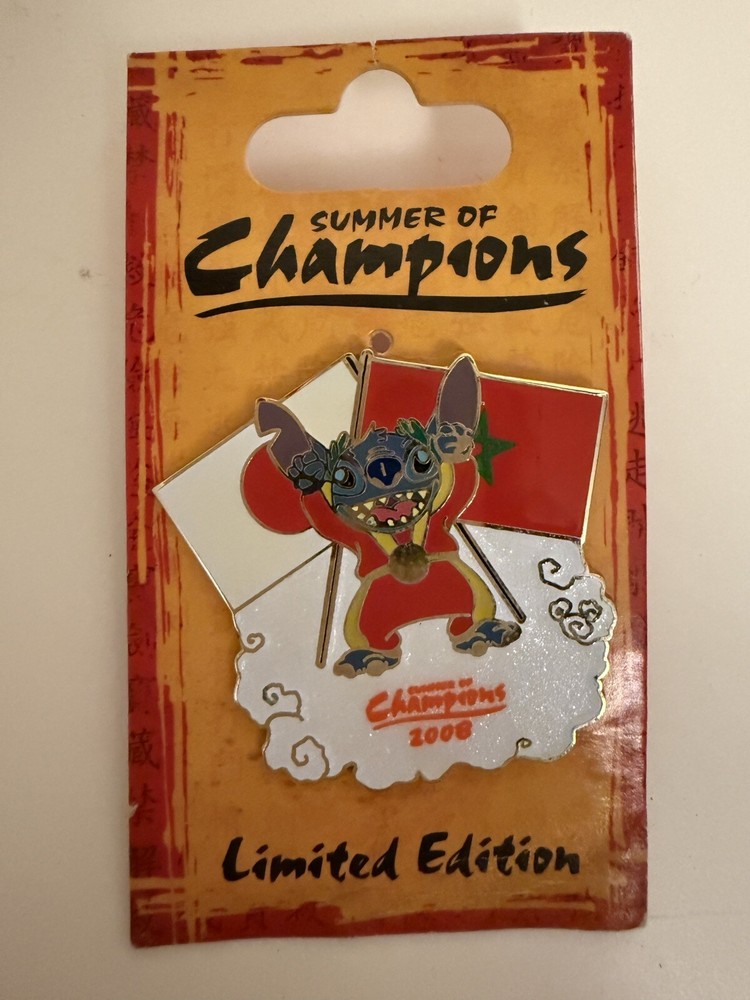 SUMMER OF
Champions
SUMMER OF
Champions
2008
Limited Edition